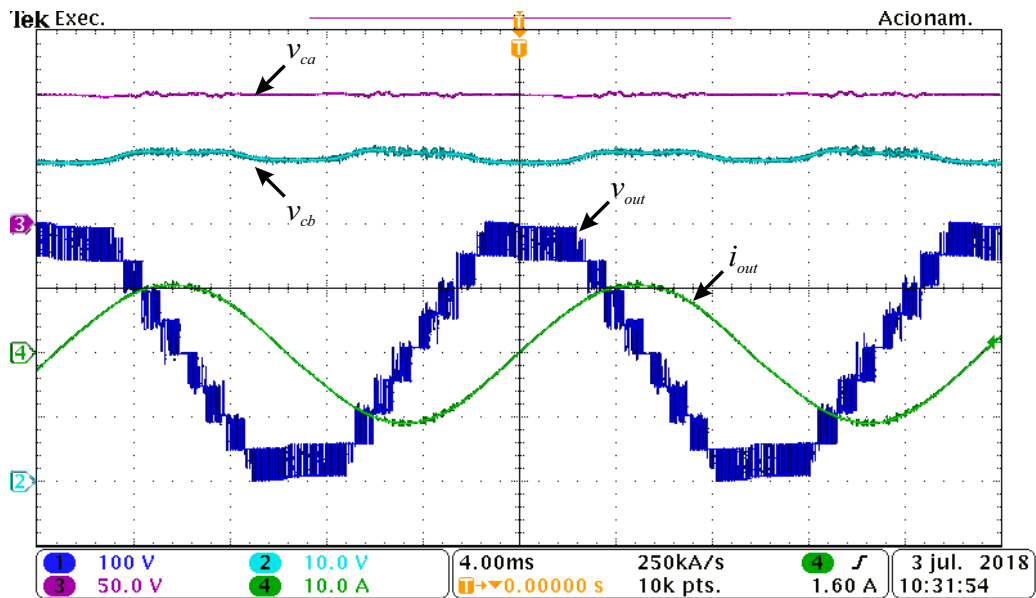 Tek Exec. Acionam.
T
T
v_ca
v_cb
3
v_out
i_out
4
2
1 100 V 2 10.0 V 4.00ms 250kA/s 4 3 jul. 2018
3 50.0 V 4 10.0 A T→▼0.00000 s 10k pts. 1.60 A 10:31:54